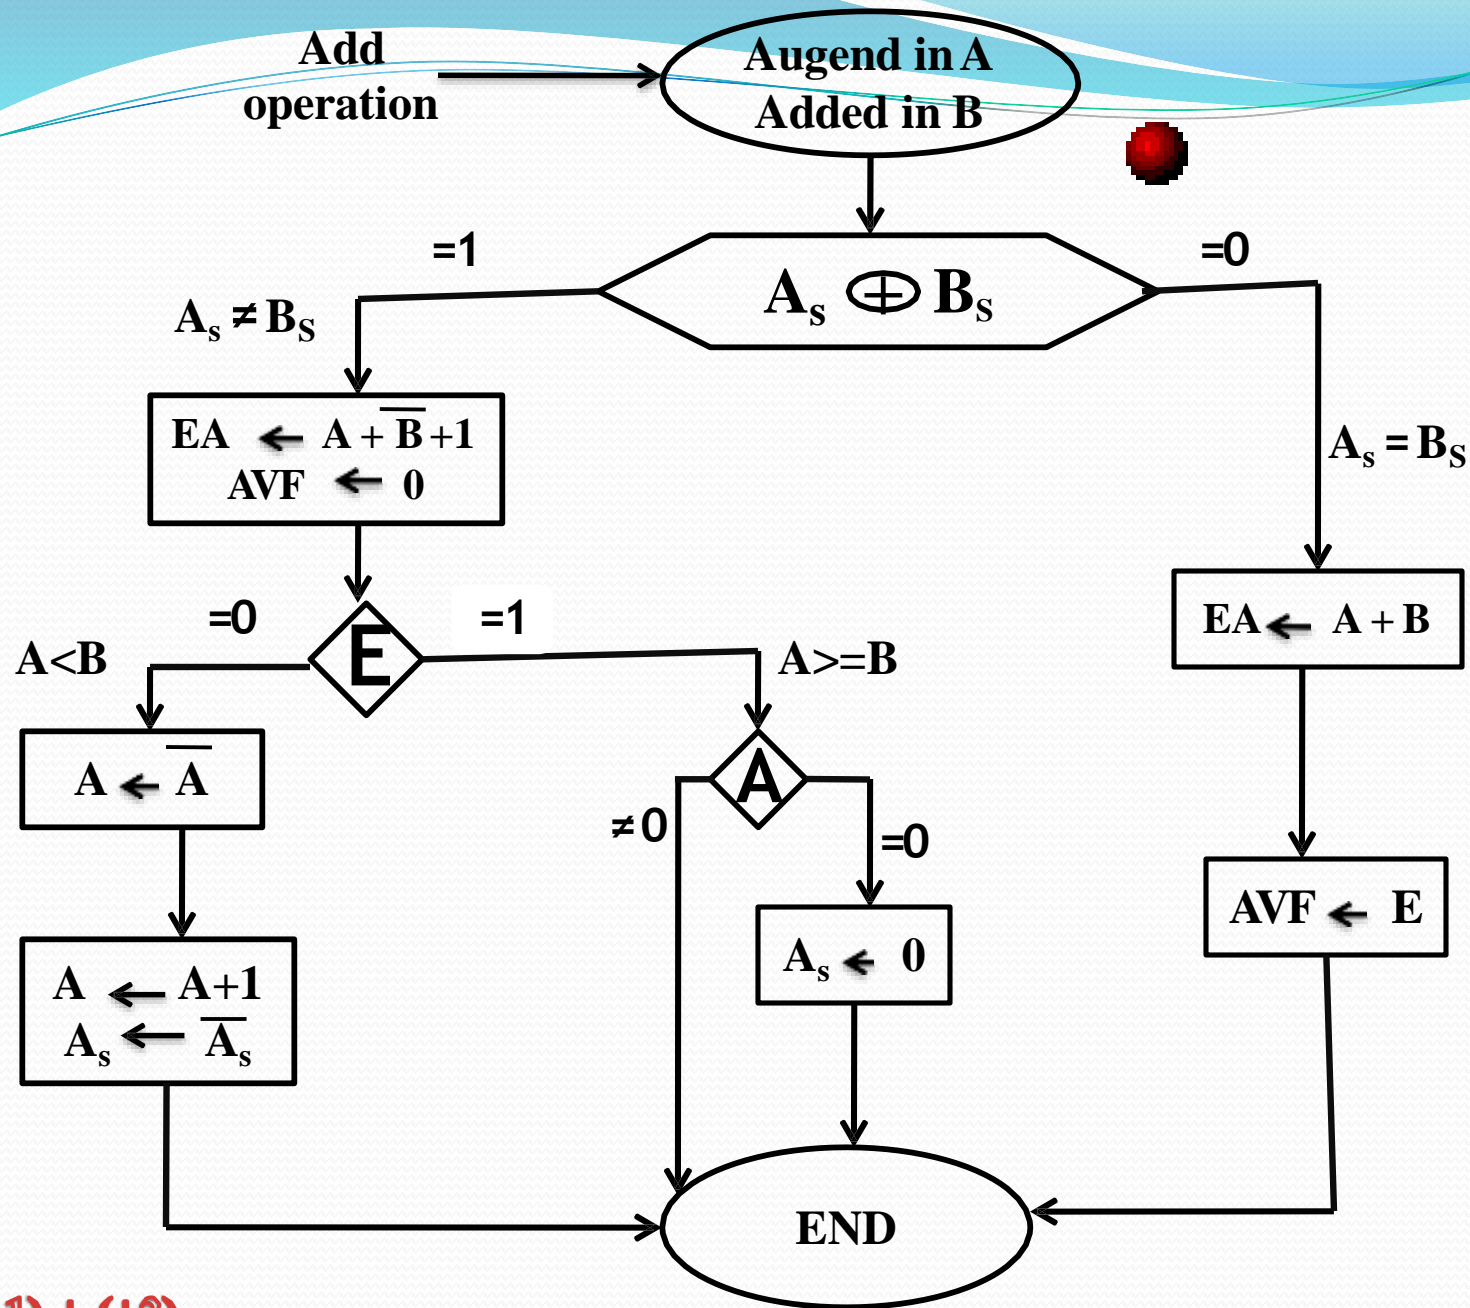 Add
operation
Augend in A
Added in B
=1
=0
As ⊕ BS
As ≠ BS
As = BS
EA ← A + B̅ +1
AVF ← 0
EA ← A + B
=0
=1
E
A<B
A>=B
A ← A̅
A
≠0
=0
AVF ← E
As ← 0
A ← A+1
As ← A̅s
END